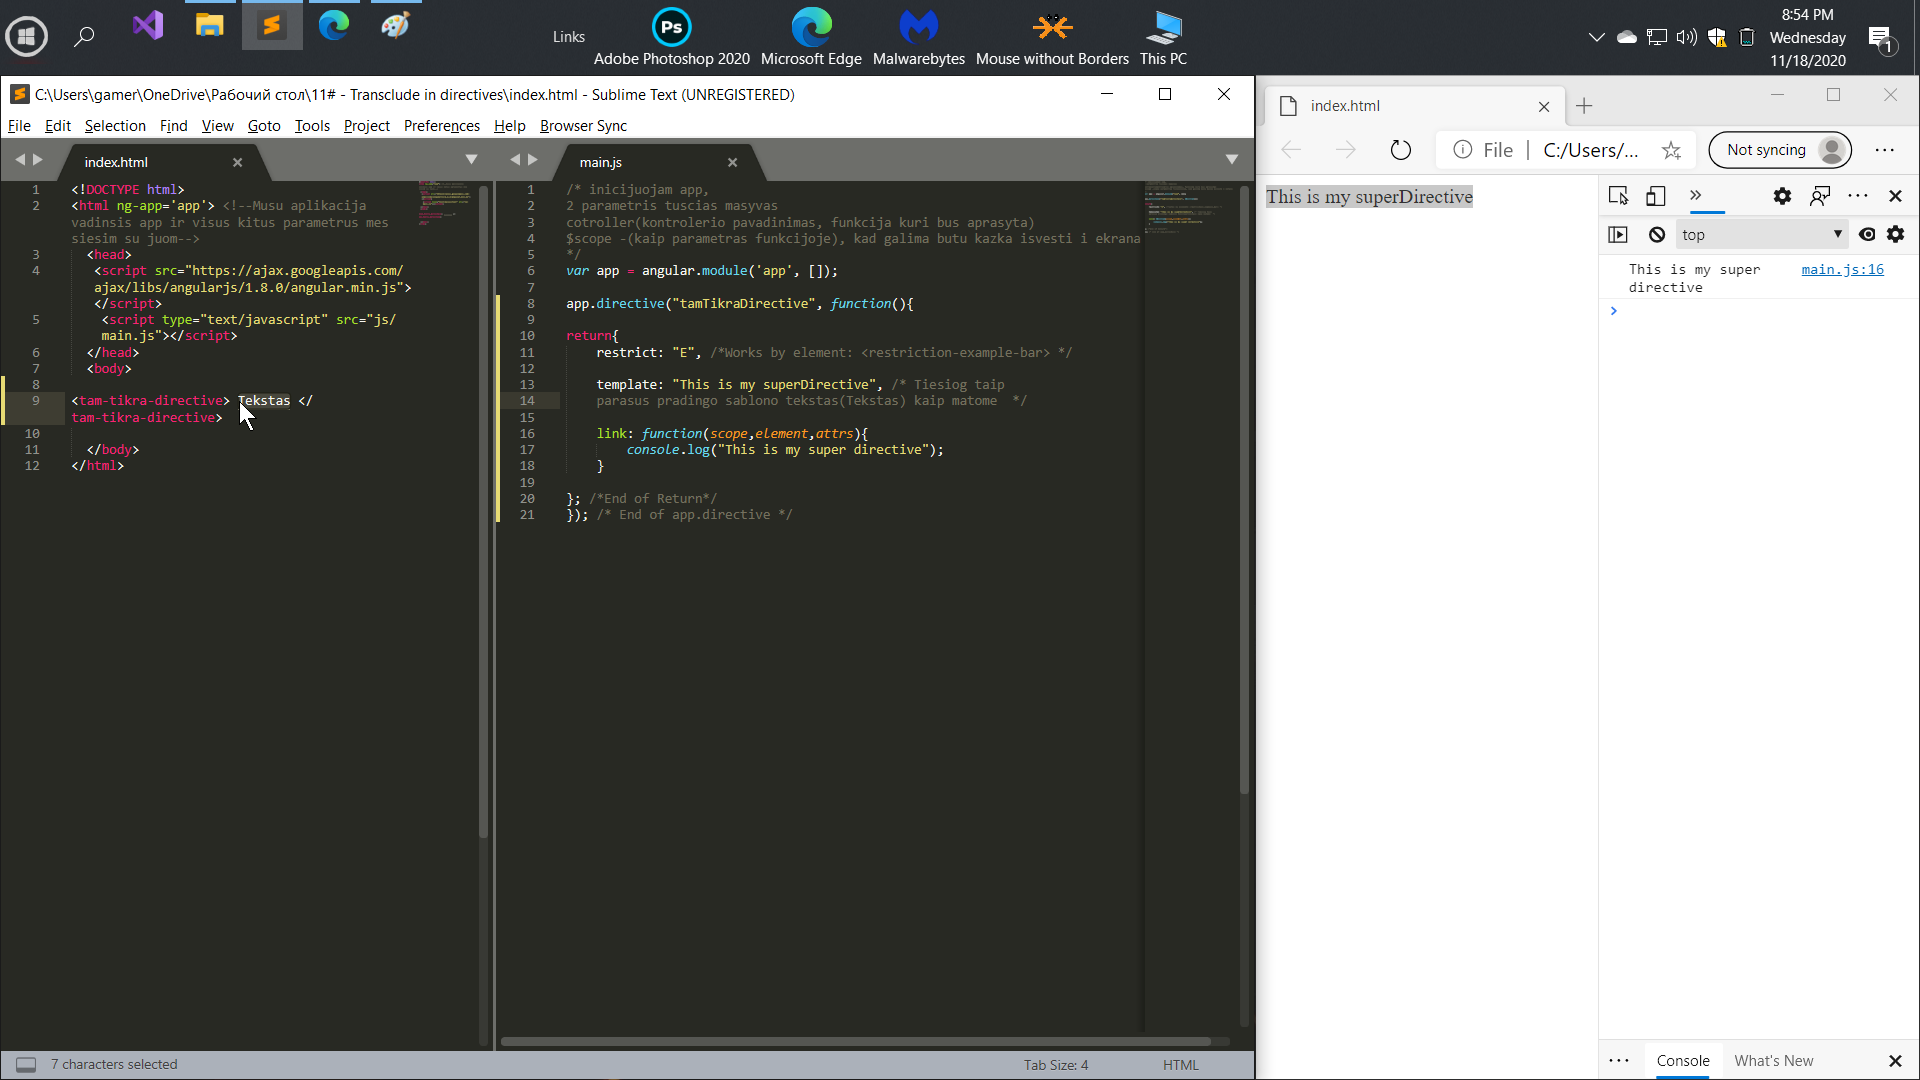 Links
Adobe Photoshop 2020
Microsoft Edge
Malwarebytes
Mouse without Borders
This PC
8:54 PM
Wednesday
11/18/2020
1
C:\Users\gamer\OneDrive\Рабочий стол\11# - Transclude in directives\index.html - Sublime Text (UNREGISTERED)
File Edit Selection Find View Goto Tools Project Preferences Help Browser Sync
index.html
1 <!DOCTYPE html>
2 <html ng-app='app'> <!--Musu aplikacija
vadinsis app ir visus kitus parametrus mes
siesim su juom-->
3 <head>
4 <script src="https://ajax.googleapis.com/
ajax/libs/angularjs/1.8.0/angular.min.js">
</script>
5 <script type="text/javascript" src="js/
main.js"></script>
6 </head>
7 <body>
8
9 <tam-tikra-directive> Tekstas </
tam-tikra-directive>
10
11 </body>
12 </html>
main.js
1 /* inicijuojam app,
2 2 parametris tuscias masyvas
3 cotroller(kontrolerio pavadinimas, funkcija kuri bus aprasyta)
4 $scope -(kaip parametras funkcijoje), kad galima butu kazka isvesti i ekrana
5 */
6 var app = angular.module('app', []);
7
8 app.directive("tamTikraDirective", function(){
9
10 return{
11 restrict: "E", /*Works by element: <restriction-example-bar> */
12
13 template: "This is my superDirective", /* Tiesiog taip
14 parasus pradingo sablono tekstas(Tekstas) kaip matome */
15
16 link: function(scope,element,attrs){
17 console.log("This is my super directive");
18 }
19
20 }; /*End of Return*/
21 }); /* End of app.directive */
7 characters selected
Tab Size: 4
HTML
index.html
File | C:/Users/...
Not syncing
This is my superDirective
top
This is my super
directive
main.js:16
Console
What's New
Ps